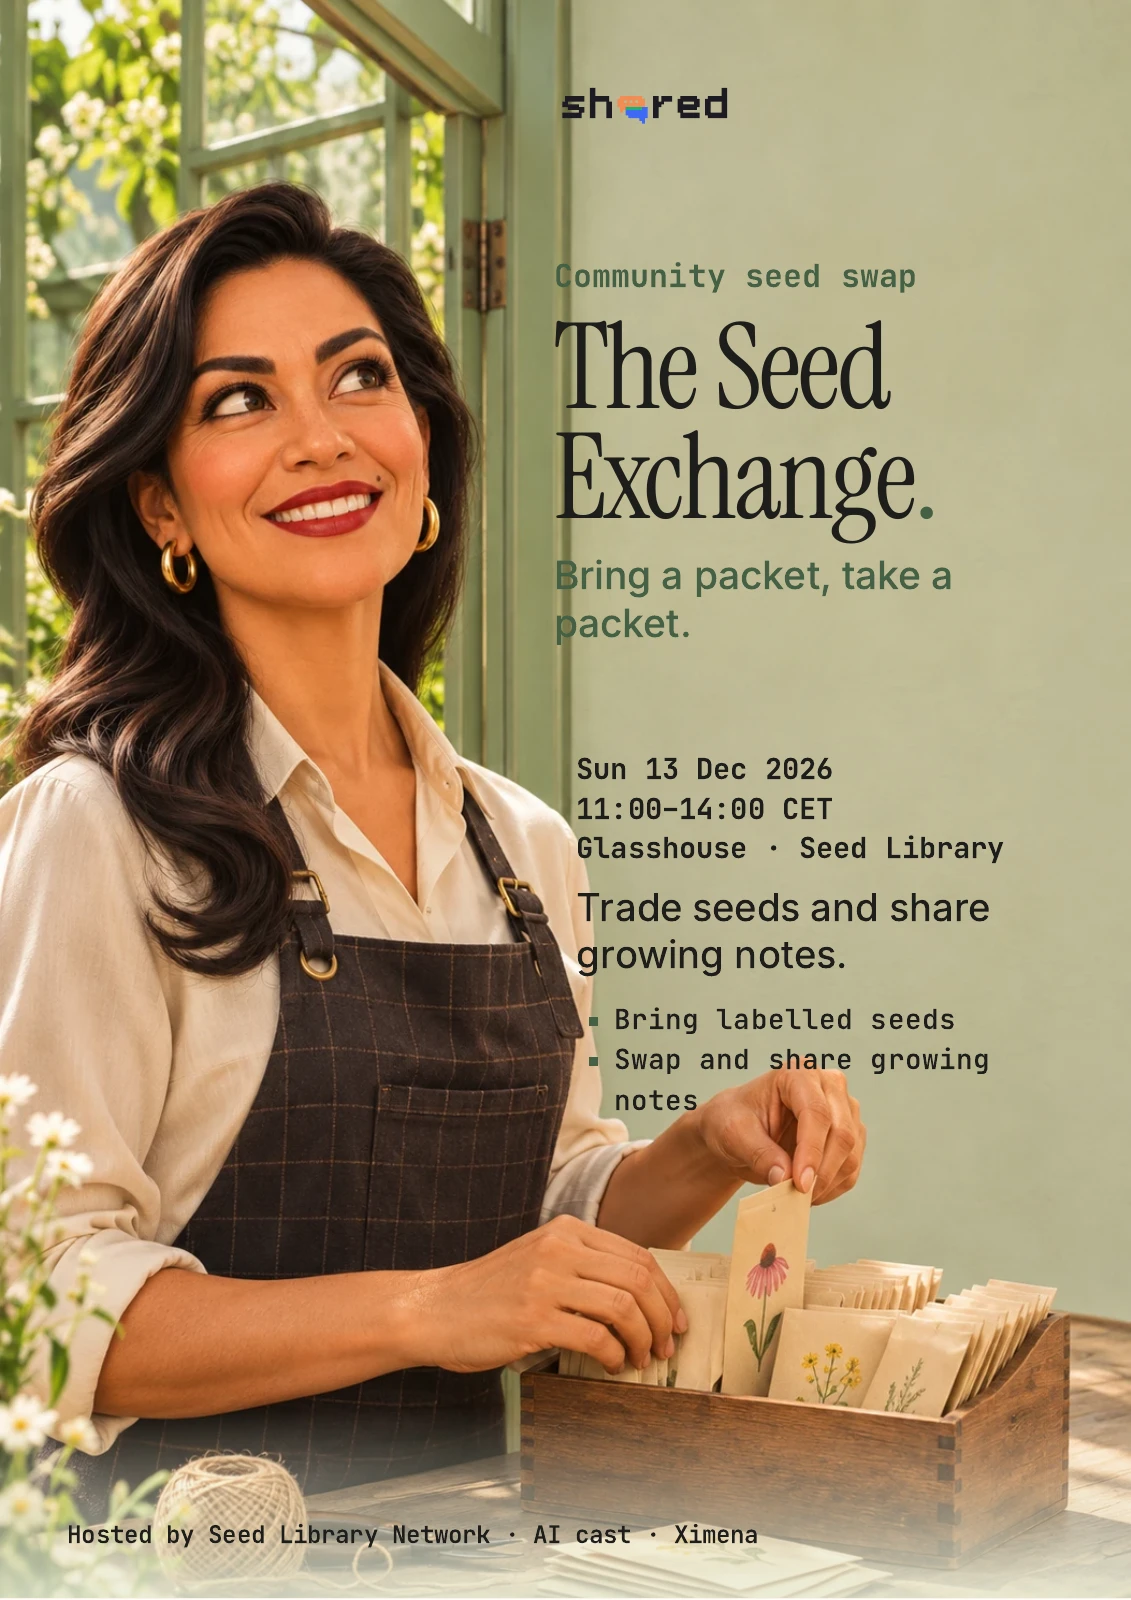 shared
Community seed swap
The Seed
Exchange.
Bring a packet, take a
packet.
Sun 13 Dec 2026
11:00–14:00 CET
Glasshouse · Seed Library
Trade seeds and share
growing notes.
▪ Bring labelled seeds
▪ Swap and share growing
notes
Hosted by Seed Library Network · AI cast · Ximena